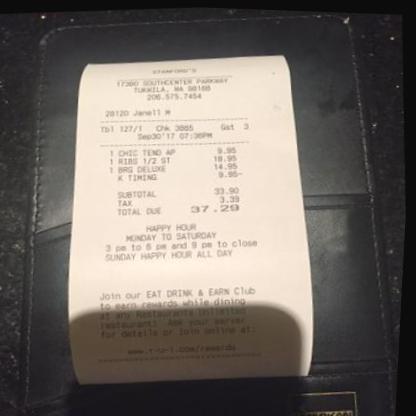 STANFORD'S
17380 SOUTHCENTER PARKWAY
TUKWILA, WA 98188
206.575.7454
28120 Janell M
Tbl 127/1 Chk 3865 Gst 3
Sep30'17 07:36PM
1 CHIC TEND AP 9.95
1 RIBS 1/2 ST 18.95
1 BRG DELUXE 14.95
K TIMING 9.95-
SUBTOTAL 33.90
TAX 3.39
TOTAL DUE 37.29
HAPPY HOUR
MONDAY TO SATURDAY
3 pm to 6 pm and 9 pm to close
SUNDAY HAPPY HOUR ALL DAY
Join our EAT DRINK & EARN Club
to earn rewards while dining
at any Restaurants Unlimited
restaurant! Ask your server
for details or join online at:
www.r-u-i.com/rewards